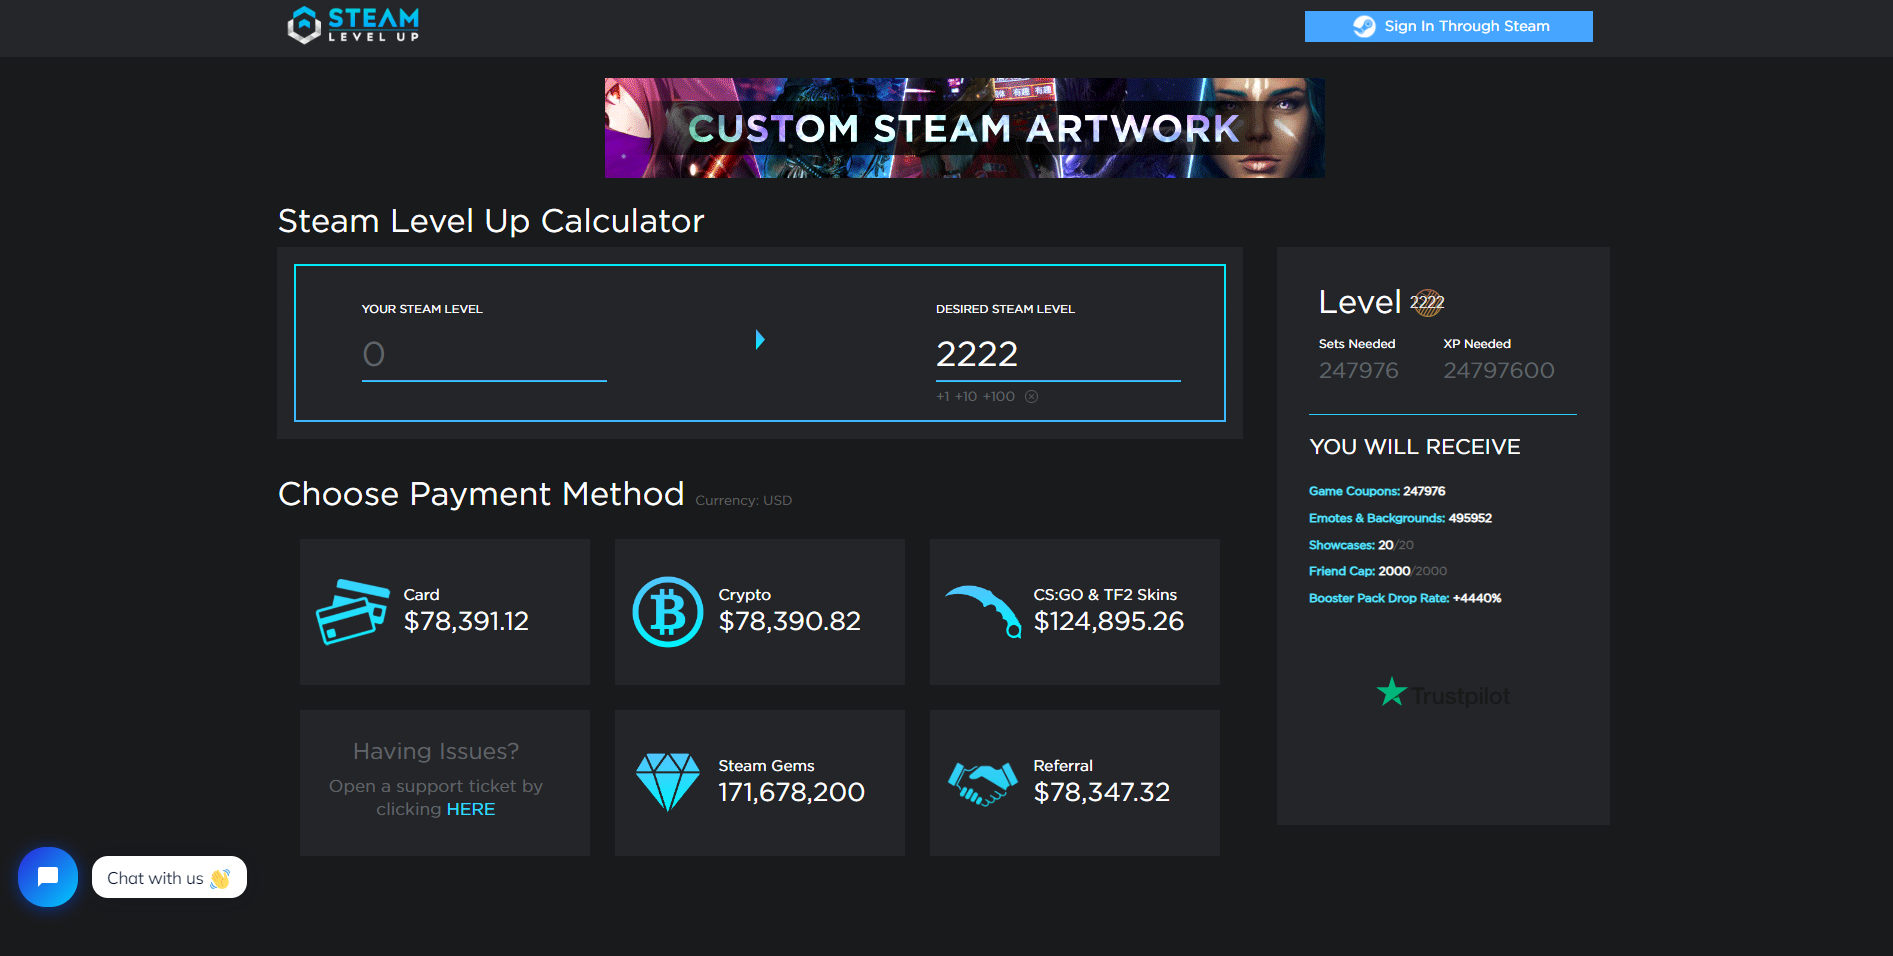 STEAM
LEVEL UP
Sign In Through Steam
有趣 有趣
CUSTOM STEAM ARTWORK
Steam Level Up Calculator
YOUR STEAM LEVEL
0
DESIRED STEAM LEVEL
2222
+1 +10 +100
Level 2222
Sets Needed
247976
XP Needed
24797600
YOU WILL RECEIVE
Game Coupons: 247976
Emotes & Backgrounds: 495952
Showcases: 20/20
Friend Cap: 2000/2000
Booster Pack Drop Rate: +4440%
Trustpilot
Choose Payment Method Currency: USD
Card
$78,391.12
Crypto
$78,390.82
CS:GO & TF2 Skins
$124,895.26
Having Issues?
Open a support ticket by
clicking HERE
Steam Gems
171,678,200
Referral
$78,347.32
Chat with us 👋